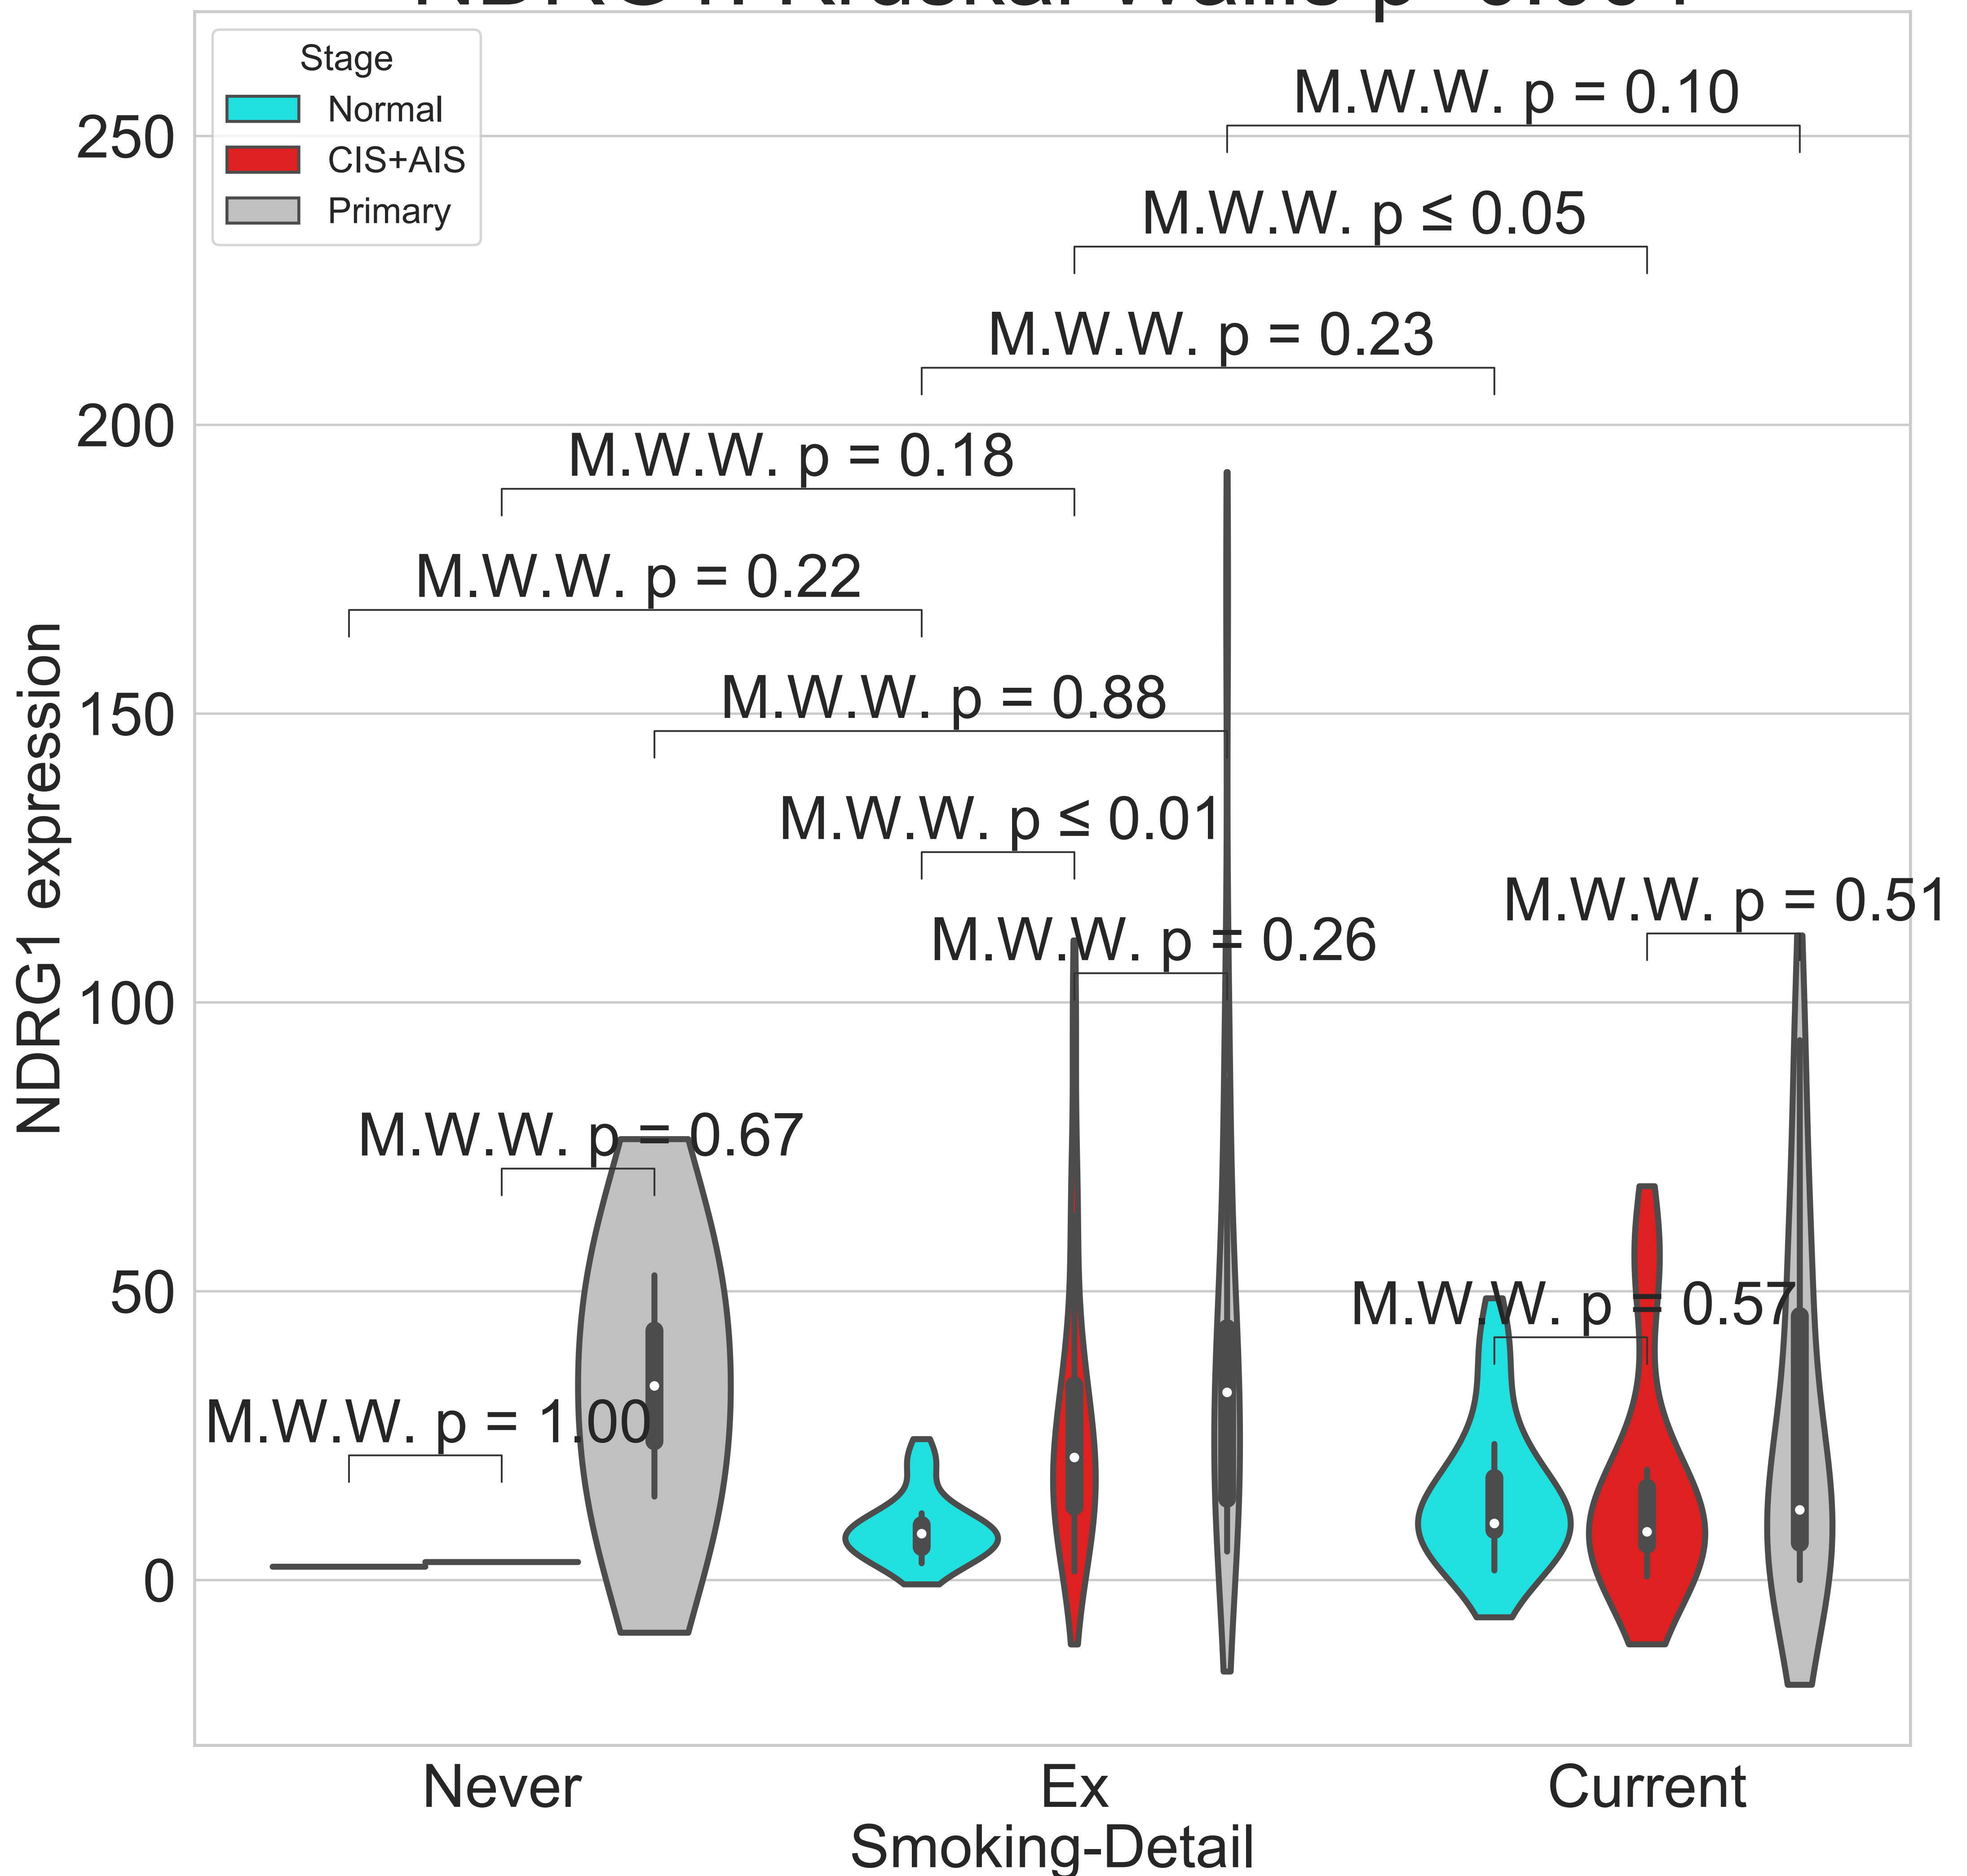 Stage
Normal
CIS+AIS
Primary
M.W.W. p = 0.10
M.W.W. p ≤ 0.05
M.W.W. p = 0.23
M.W.W. p = 0.18
M.W.W. p = 0.22
M.W.W. p = 0.88
M.W.W. p ≤ 0.01
M.W.W. p = 0.51
M.W.W. p = 0.26
M.W.W. p = 0.67
M.W.W. p = 0.57
M.W.W. p = 1.00
250
200
150
100
50
0
NDRG1 expression
Never Ex Current
Smoking-Detail